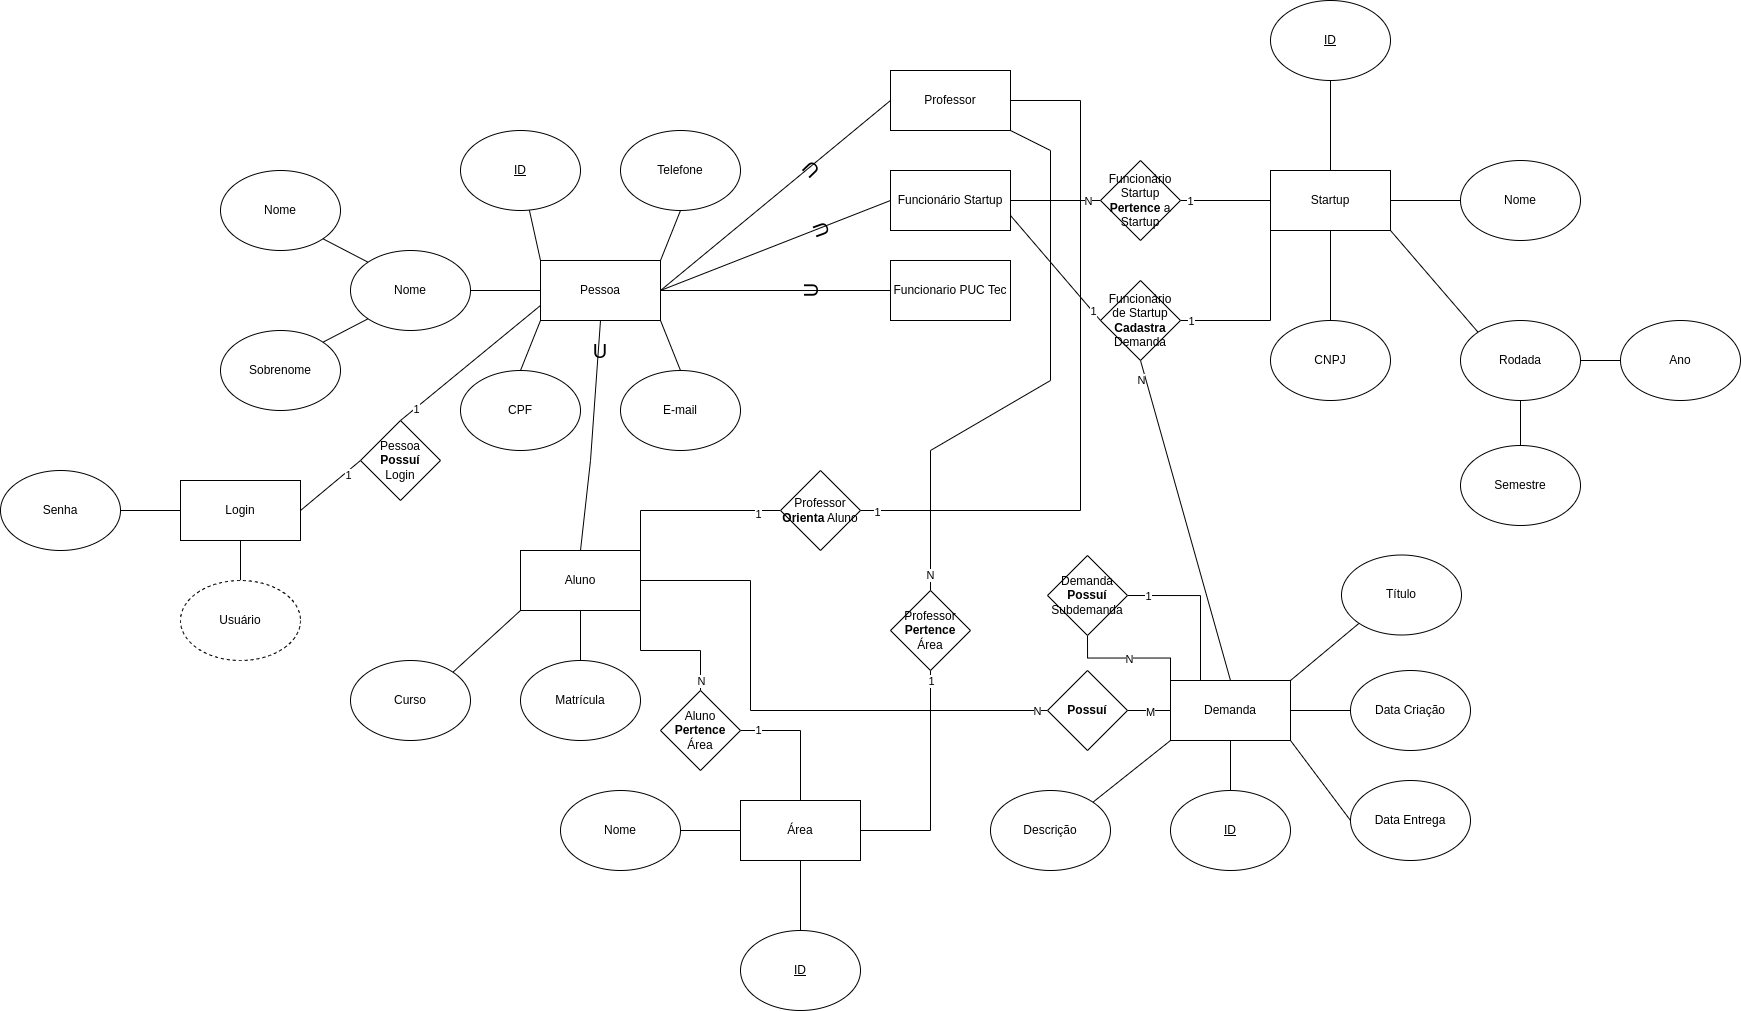 ID
Professor
ID
Telefone
Funcionario
Startup
Pertence a
Startup
Nome
Funcionário Startup
N
1
Startup
Nome
Nome
Pessoa
Funcionario PUC Tec
Funcionario
de Startup
Cadastra
Demanda
1
1
Sobrenome
CPF
E-mail
CNPJ
Rodada
Ano
N
1
Pessoa
Possuí
Login
1
Semestre
Senha
Login
Professor
Orienta Aluno
1
1
Aluno
N
Demanda
Possuí
Subdemanda
1
Título
Usuário
Professor
Pertence
Área
N
Curso
Matrícula
N
1
Possuí
N
M
Demanda
Data Criação
Aluno
Pertence
Área
1
Nome
Área
Descrição
ID
Data Entrega
ID